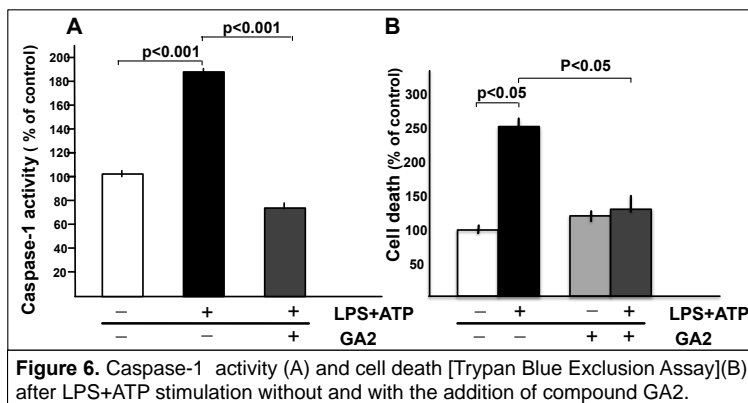 A
B
p<0.001
p<0.001
Caspase-1 activity ( % of control)
200
180
160
140
120
100
80
60
40
20
− + + LPS+ATP
− − + GA2
P<0.05
p<0.05
Cell death (% of control)
300
250
200
150
100
50
− + − + LPS+ATP
− − + + GA2
Figure 6. Caspase-1 activity (A) and cell death [Trypan Blue Exclusion Assay](B)
after LPS+ATP stimulation without and with the addition of compound GA2.